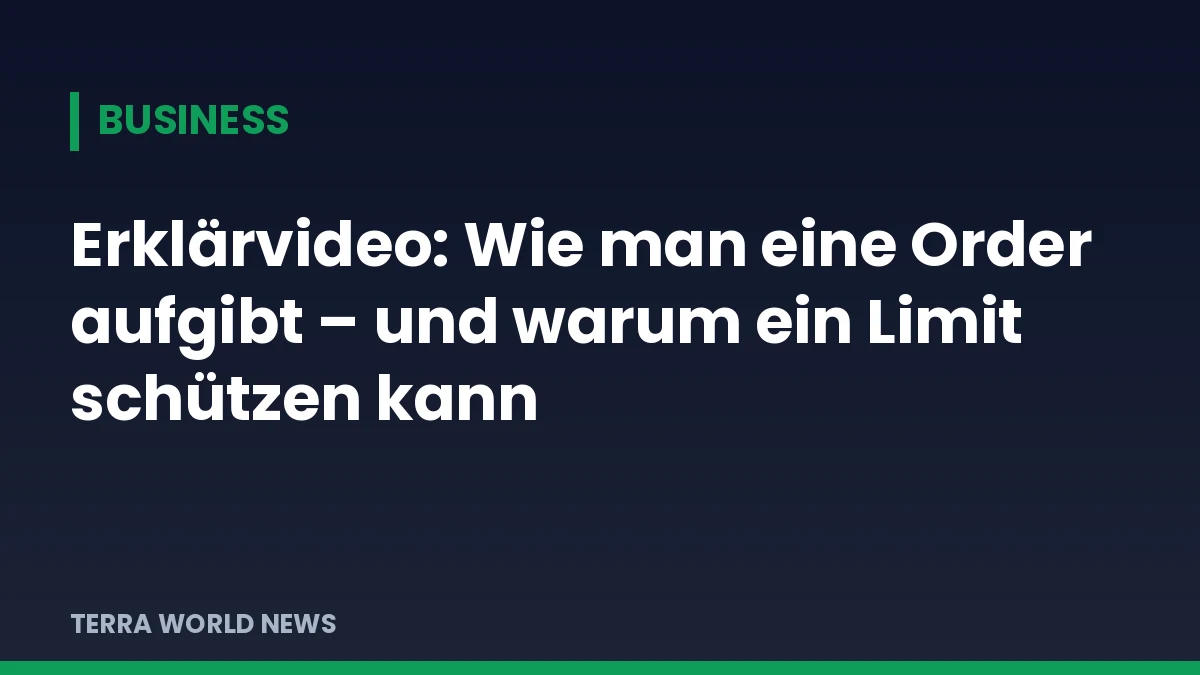 BUSINESS
Erklärvideo: Wie man eine Order
aufgibt – und warum ein Limit
schützen kann
TERRA WORLD NEWS